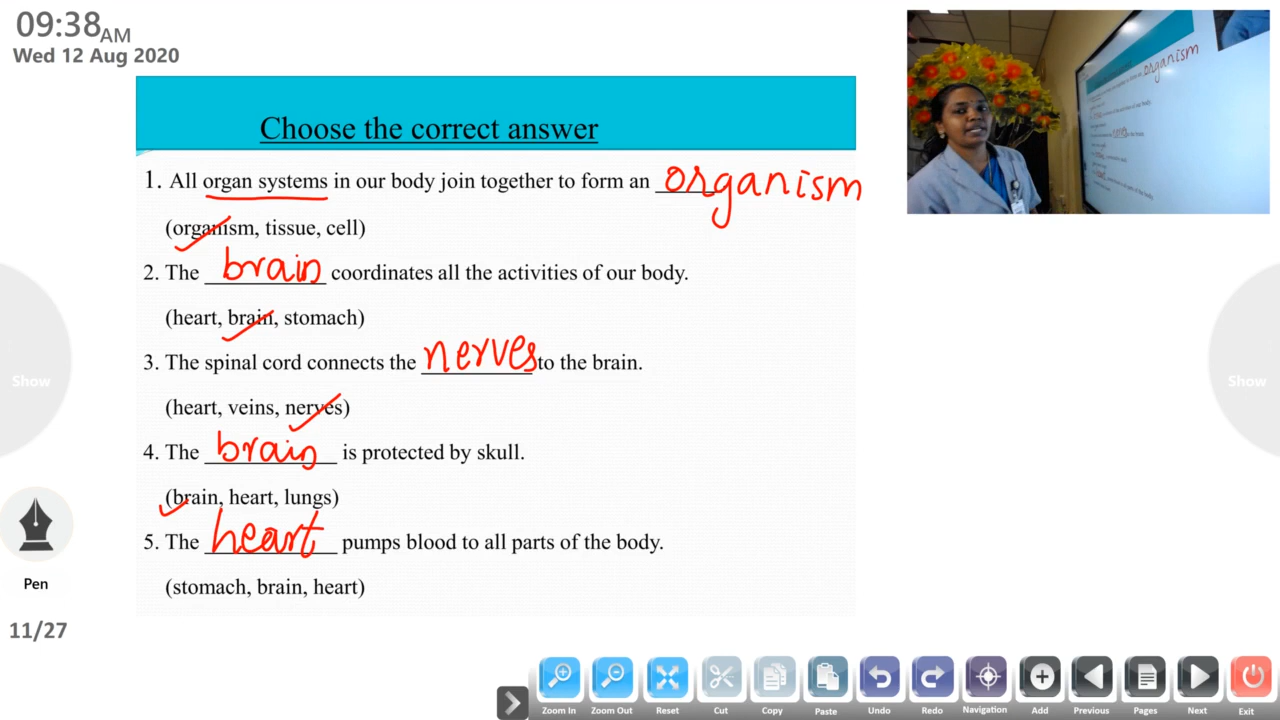 09:38AM
Wed 12 Aug 2020
Choose the correct answer
1. All organ systems in our body join together to form an organism
(organism, tissue, cell)
2. The brain coordinates all the activities of our body.
(heart, brain, stomach)
3. The spinal cord connects the nerves to the brain.
(heart, veins, nerves)
4. The brain is protected by skull.
(brain, heart, lungs)
5. The heart pumps blood to all parts of the body.
(stomach, brain, heart)
organism
Show
Show
Pen
11/27
Zoom In Zoom Out Reset Cut Copy Paste Undo Redo Navigation Add Previous Pages Next Exit